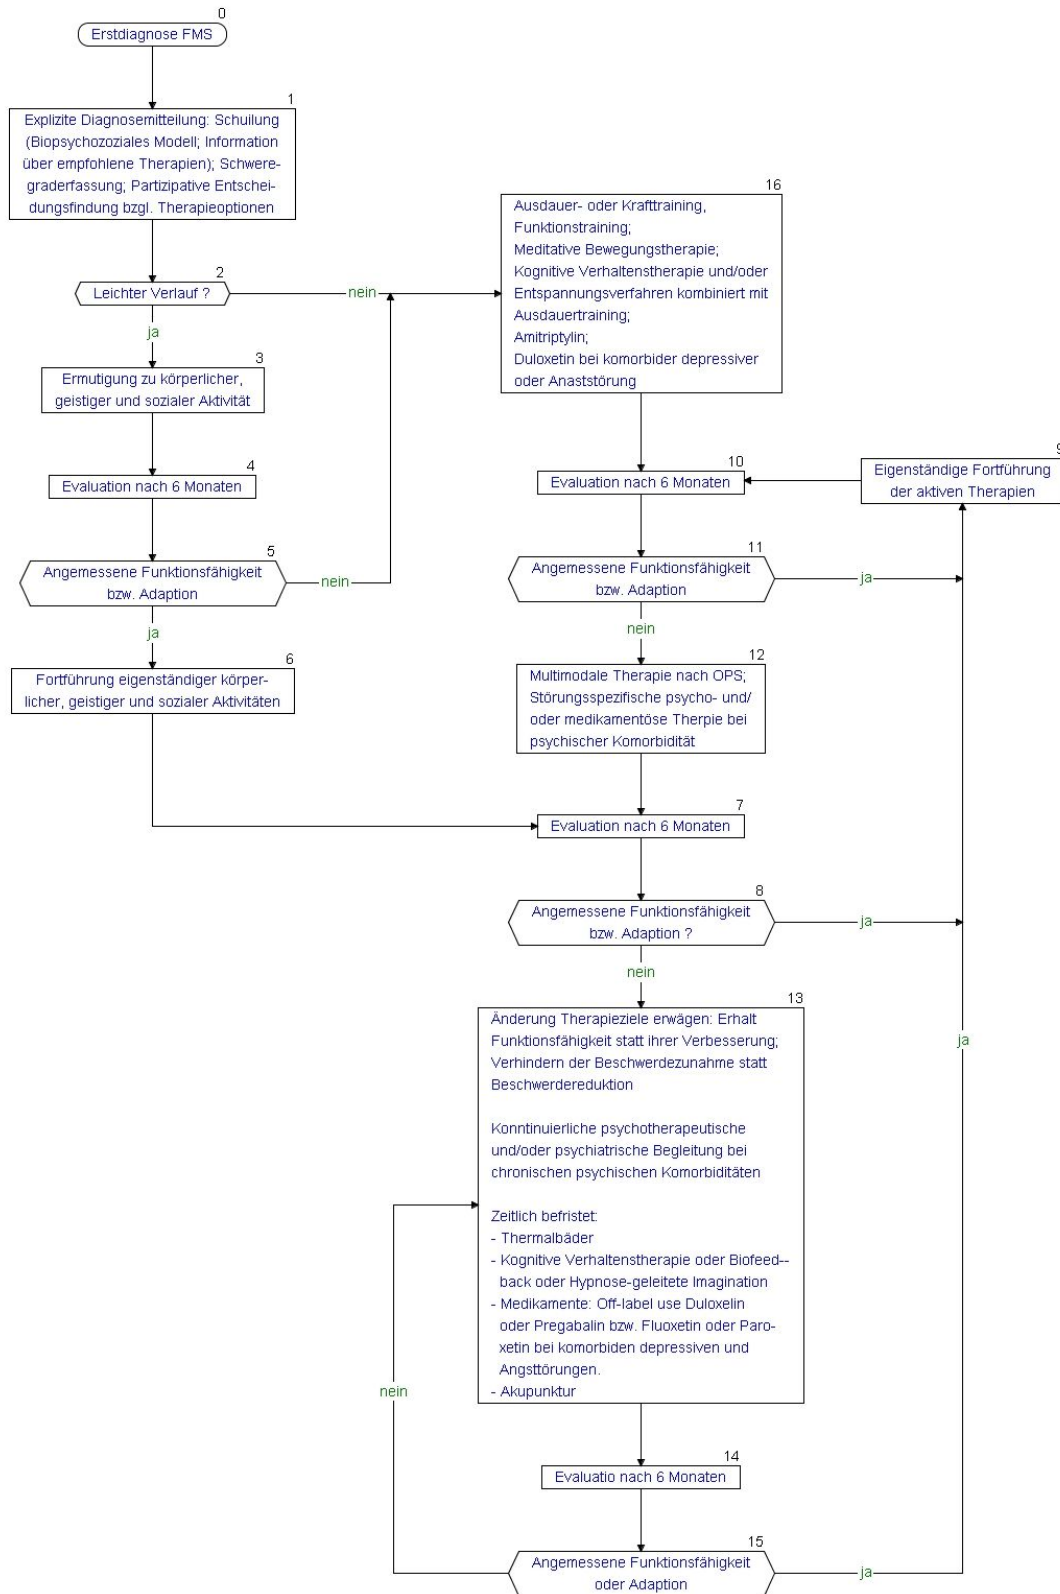 0
Erstdiagnose FMS
1
Explizite Diagnosemitteilung: Schuilung
(Biopsychozoziales Modell; Information
über empfohlene Therapien); Schwere-
graderfassung; Partizipative Entschei-
dungsfindung bzgl. Therapieoptionen
2
Leichter Verlauf ?
nein
ja
3
Ermutigung zu körperlicher,
geistiger und sozialer Aktivität
4
Evaluation nach 6 Monaten
5
Angemessene Funktionsfähigkeit
bzw. Adaption
nein
ja
6
Fortführung eigenständiger körper-
licher, geistiger und sozialer Aktivitäten
16
Ausdauer- oder Krafttraining,
Funktionstraining;
Meditative Bewegungstherapie;
Kognitive Verhaltenstherapie und/oder
Entspannungsverfahren kombiniert mit
Ausdauertraining;
Amitriptylin;
Duloxetin bei komorbider depressiver
oder Anaststörung
9
Eigenständige Fortführung
der aktiven Therapien
10
Evaluation nach 6 Monaten
11
Angemessene Funktionsfähigkeit
bzw. Adaption
ja
nein
12
Multimodale Therapie nach OPS;
Störungsspezifische psycho- und/
oder medikamentöse Therpie bei
psychischer Komorbidität
7
Evaluation nach 6 Monaten
8
Angemessene Funktionsfähigkeit
bzw. Adaption ?
ja
nein
13
Änderung Therapieziele erwägen: Erhalt
Funktionsfähigkeit statt ihrer Verbesserung;
Verhindern der Beschwerdezunahme statt
Beschwerdereduktion
Konntinuierliche psychotherapeutische
und/oder psychiatrische Begleitung bei
chronischen psychischen Komorbiditäten
Zeitlich befristet:
- Thermalbäder
- Kognitive Verhaltenstherapie oder Biofeed--
back oder Hypnose-geleitete Imagination
- Medikamente: Off-label use Duloxelin
oder Pregabalin bzw. Fluoxetin oder Paro-
xetin bei komorbiden depressiven und
Angsttörungen.
- Akupunktur
ja
nein
14
Evaluatio nach 6 Monaten
15
Angemessene Funktionsfähigkeit
oder Adaption
ja